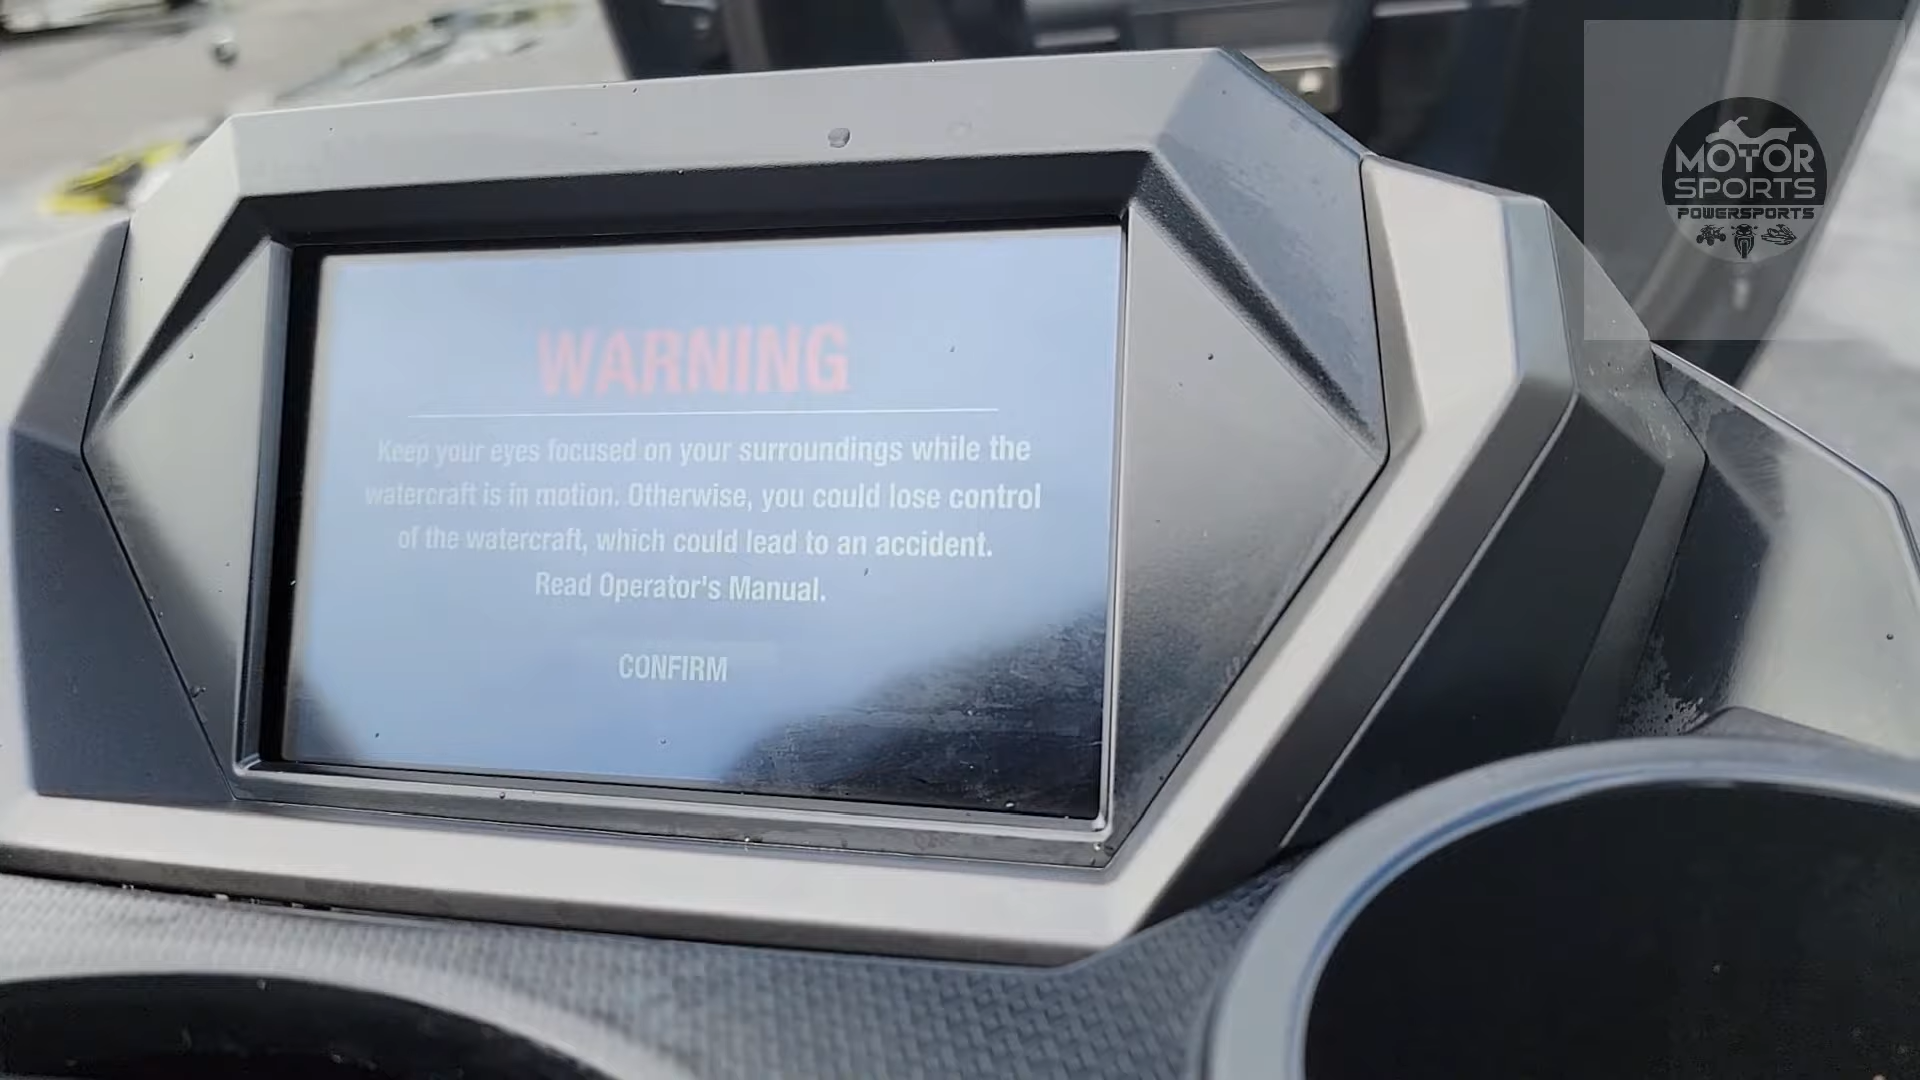 MOTOR
SPORTS
POWERSPORTS
WARNING
Keep your eyes focused on your surroundings while the
watercraft is in motion. Otherwise, you could lose control
of the watercraft, which could lead to an accident.
Read Operator's Manual.
CONFIRM